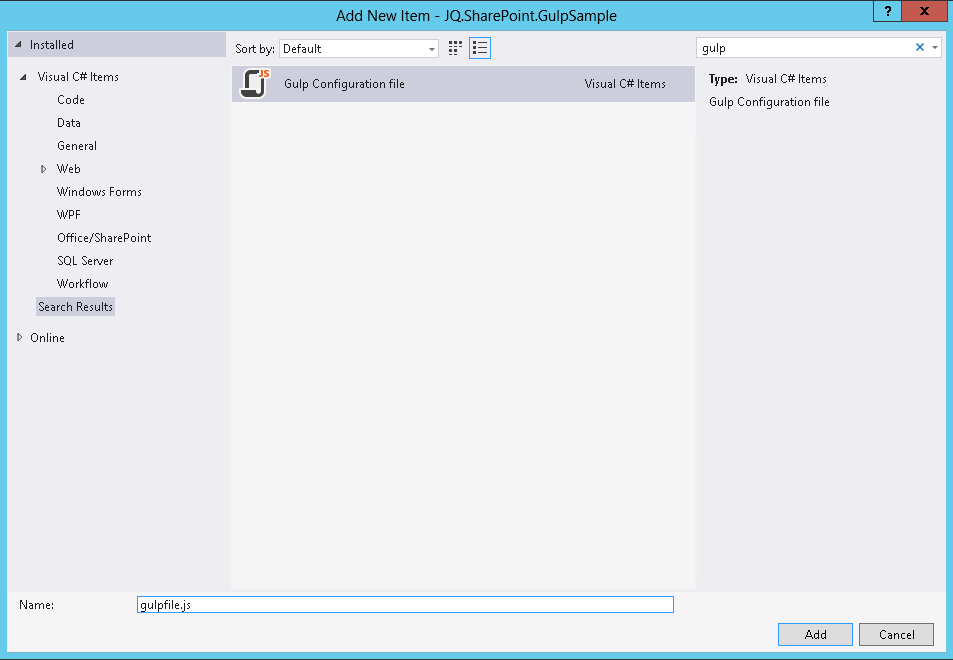 Add New Item - JQ.SharePoint.GulpSample
?
x
Installed
Sort by: Default
gulp
Visual C# Items
Code
Data
General
Web
Windows Forms
WPF
Office/SharePoint
SQL Server
Workflow
Search Results
Online
JS
Gulp Configuration file Visual C# Items
Type: Visual C# Items
Gulp Configuration file
Name: gulpfile.js
Add Cancel